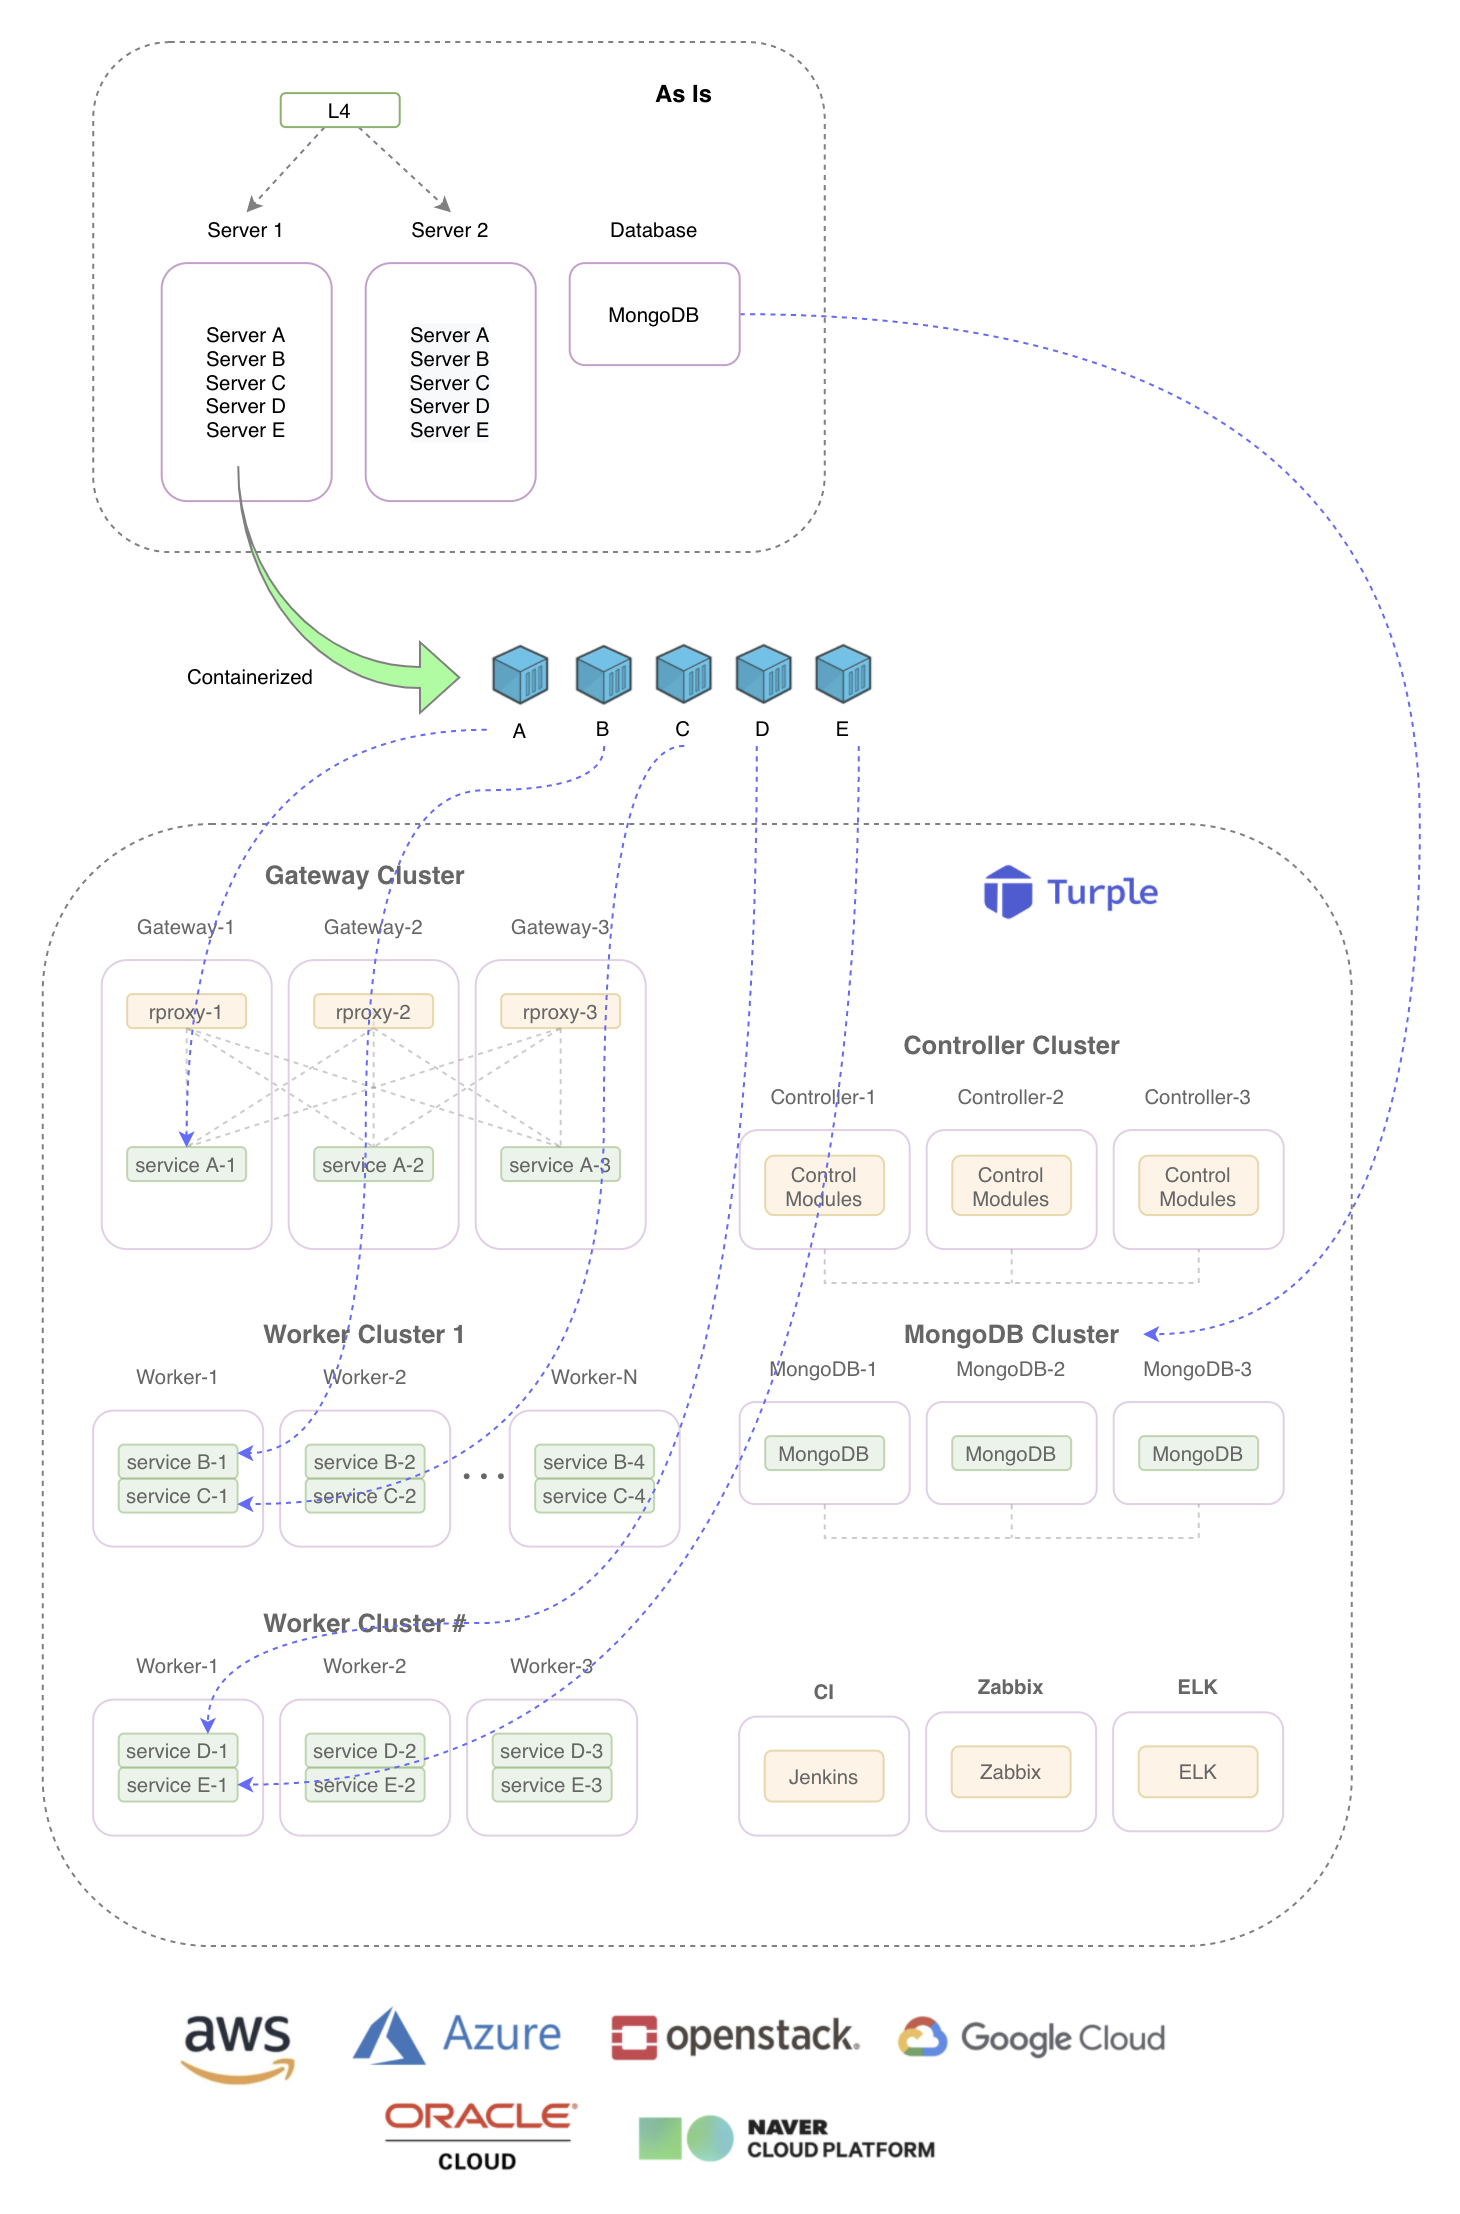 As Is
L4
Server 1
Server 2
Database
Server A
Server B
Server C
Server D
Server E
Server A
Server B
Server C
Server D
Server E
MongoDB
Containerized
A
B
C
D
E
Turple
Gateway Cluster
Gateway-1
Gateway-2
Gateway-3
rproxy-1
rproxy-2
rproxy-3
service A-1
service A-2
service A-3
Controller Cluster
Controller-1
Controller-2
Controller-3
Control
Modules
Control
Modules
Control
Modules
Worker Cluster 1
Worker-1
Worker-2
Worker-N
service B-1
service C-1
service B-2
service C-2
...
service B-4
service C-4
MongoDB Cluster
MongoDB-1
MongoDB-2
MongoDB-3
MongoDB
MongoDB
MongoDB
Worker Cluster #
Worker-1
Worker-2
Worker-3
service D-1
service E-1
service D-2
service E-2
service D-3
service E-3
CI
Zabbix
ELK
Jenkins
Zabbix
ELK
aws
Azure
openstack.
Google Cloud
ORACLE
CLOUD
NAVER
CLOUD PLATFORM